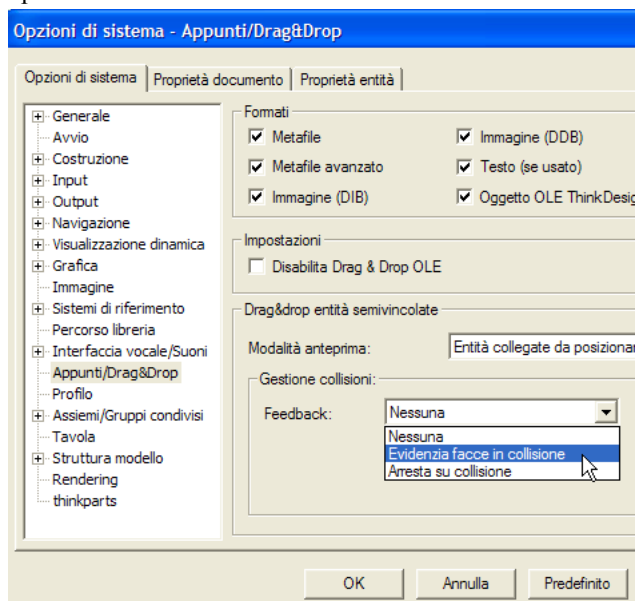 Opzioni di sistema - Appunti/Drag&Drop
Opzioni di sistema
Proprietà documento
Proprietà entità
Generale
Avvio
Costruzione
Input
Output
Navigazione
Visualizzazione dinamica
Grafica
Immagine
Sistemi di riferimento
Percorso libreria
Interfaccia vocale/Suoni
Appunti/Drag&Drop
Profilo
Assiemi/Gruppi condivisi
Tavola
Struttura modello
Rendering
thinkparts
Formati
Metafile
Immagine (DDB)
Metafile avanzato
Testo (se usato)
Immagine (DIB)
Oggetto OLE ThinkDesig
Impostazioni
Disabilita Drag & Drop OLE
Drag&drop entità semivincolate
Modalità anteprima:
Entità collegate da posizionar
Gestione collisioni:
Feedback:
Nessuna
Nessuna
Evidenzia facce in collisione
Arresta su collisione
OK
Annulla
Predefinito